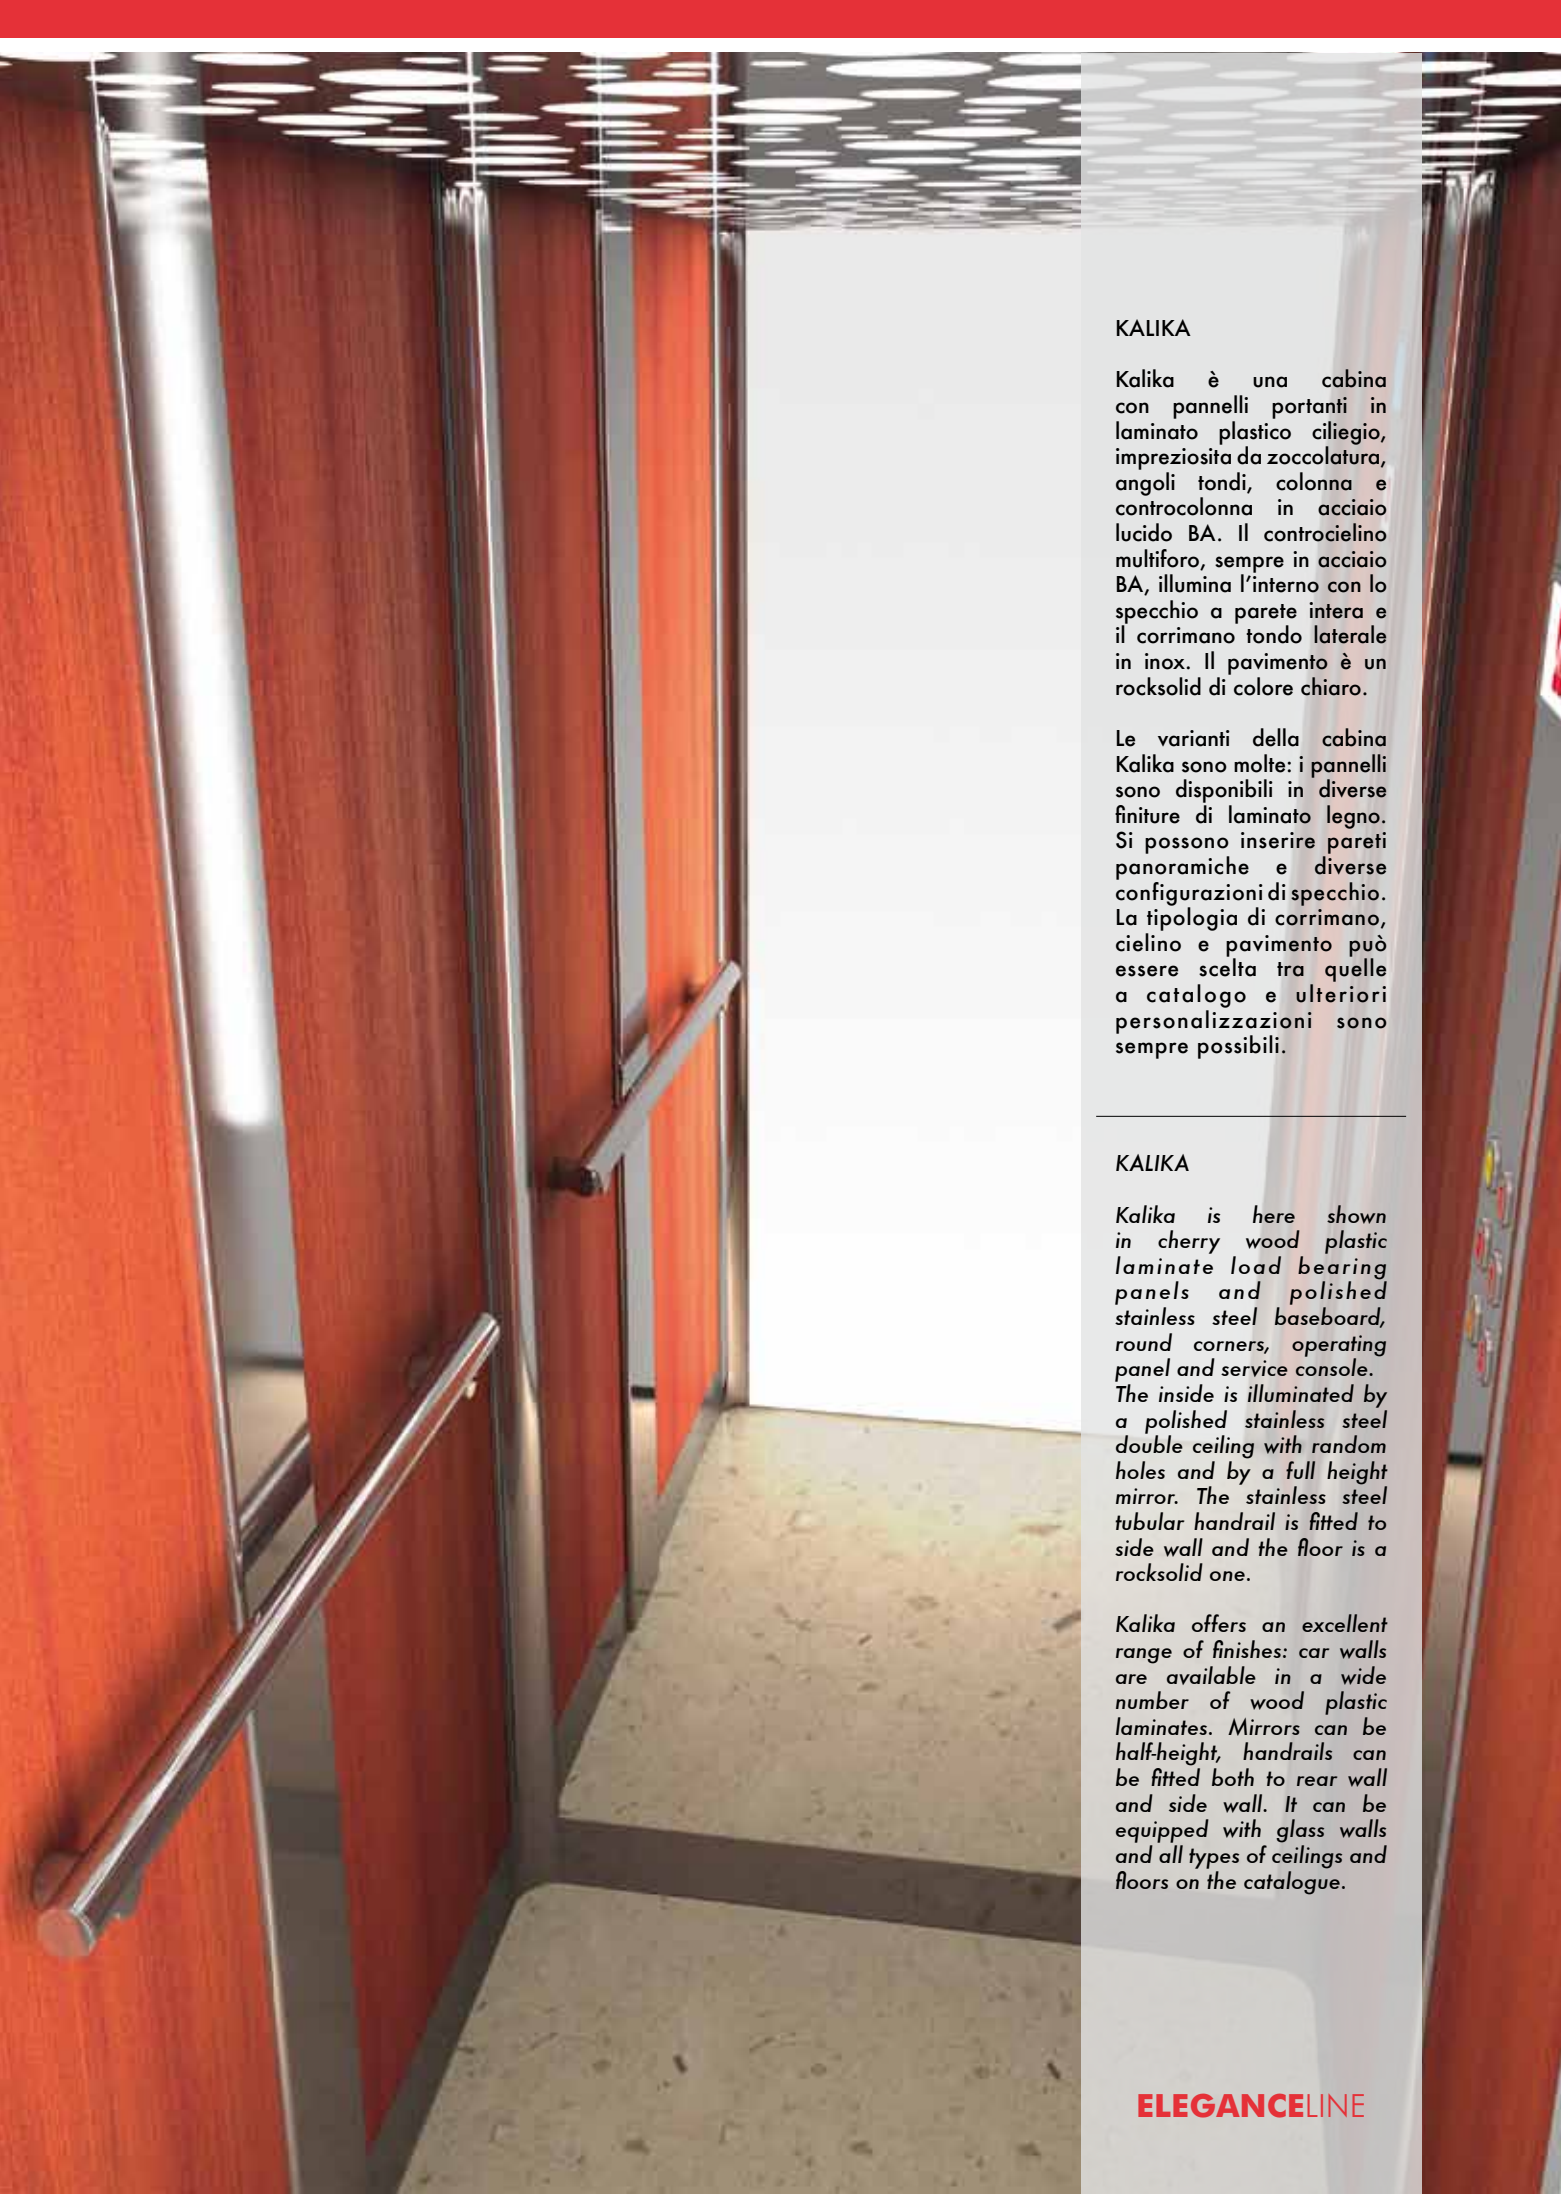 KALIKA
Kalika è una cabina
con pannelli portanti in
laminato plastico ciliegio,
impreziosita da zoccolatura,
angoli tondi, colonna e
controcolonna in acciaio
lucido BA. Il controcielino
multiforo, sempre in acciaio
BA, illumina l’interno con lo
specchio a parete intera e
il corrimano tondo laterale
in inox. Il pavimento è un
rocksolid di colore chiaro.
Le varianti della cabina
Kalika sono molte: i pannelli
sono disponibili in diverse
finiture di laminato legno.
Si possono inserire pareti
panoramiche e diverse
configurazioni di specchio.
La tipologia di corrimano,
cielino e pavimento può
essere scelta tra quelle
a catalogo e ulteriori
personalizzazioni sono
sempre possibili.
KALIKA
Kalika is here shown
in cherry wood plastic
laminate load bearing
panels and polished
stainless steel baseboard,
round corners, operating
panel and service console.
The inside is illuminated by
a polished stainless steel
double ceiling with random
holes and by a full height
mirror. The stainless steel
tubular handrail is fitted to
side wall and the floor is a
rocksolid one.
Kalika offers an excellent
range of finishes: car walls
are available in a wide
number of wood plastic
laminates. Mirrors can be
half-height, handrails can
be fitted both to rear wall
and side wall. It can be
equipped with glass walls
and all types of ceilings and
floors on the catalogue.
ELEGANCELINE